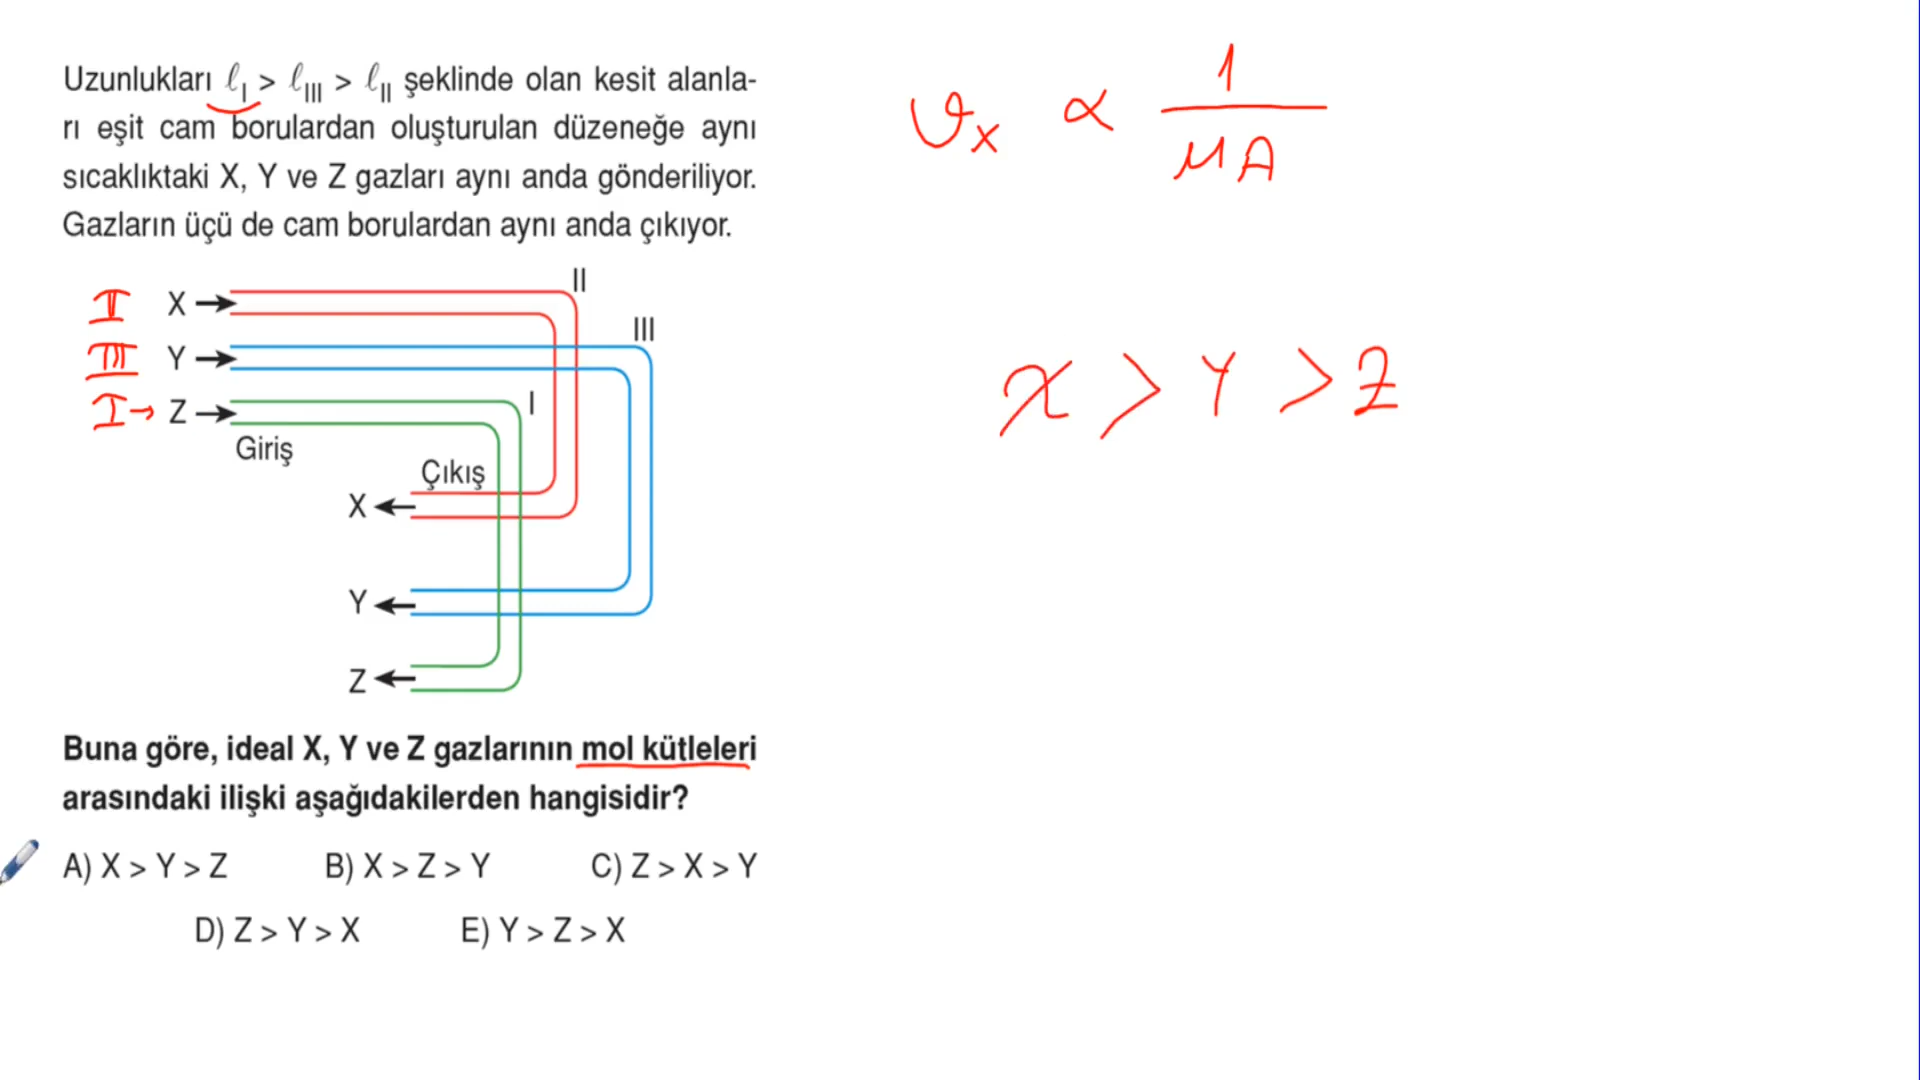 Uzunlukları ℓI > ℓIII > ℓII şeklinde olan kesit alanla-
rı eşit cam borulardan oluşturulan düzeneğe aynı
sıcaklıktaki X, Y ve Z gazları aynı anda gönderiliyor.
Gazların üçü de cam borulardan aynı anda çıkıyor.
II
I X
III
III Y
I → Z
I
Giriş
Çıkış
X
Y
Z
Buna göre, ideal X, Y ve Z gazlarının mol kütleleri
arasındaki ilişki aşağıdakilerden hangisidir?
A) X > Y > Z B) X > Z > Y C) Z > X > Y
D) Z > Y > X E) Y > Z > X
ϑx ∝ 1
MA
X > Y > Z